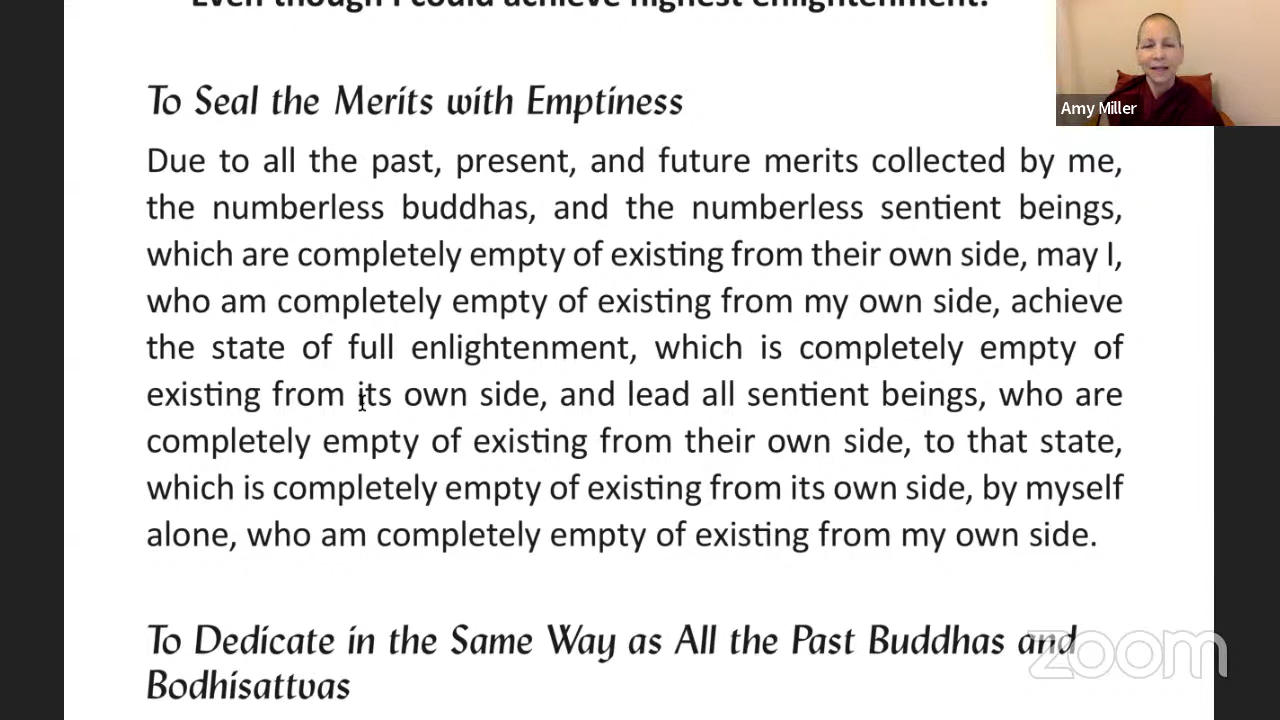 Even though I could achieve highest enlightenment.
To Seal the Merits with Emptiness
Due to all the past, present, and future merits collected by me,
the numberless buddhas, and the numberless sentient beings,
which are completely empty of existing from their own side, may I,
who am completely empty of existing from my own side, achieve
the state of full enlightenment, which is completely empty of
existing from its own side, and lead all sentient beings, who are
completely empty of existing from their own side, to that state,
which is completely empty of existing from its own side, by myself
alone, who am completely empty of existing from my own side.
To Dedicate in the Same Way as All the Past Buddhas and
Bodhisattvas
Amy Miller
zoom